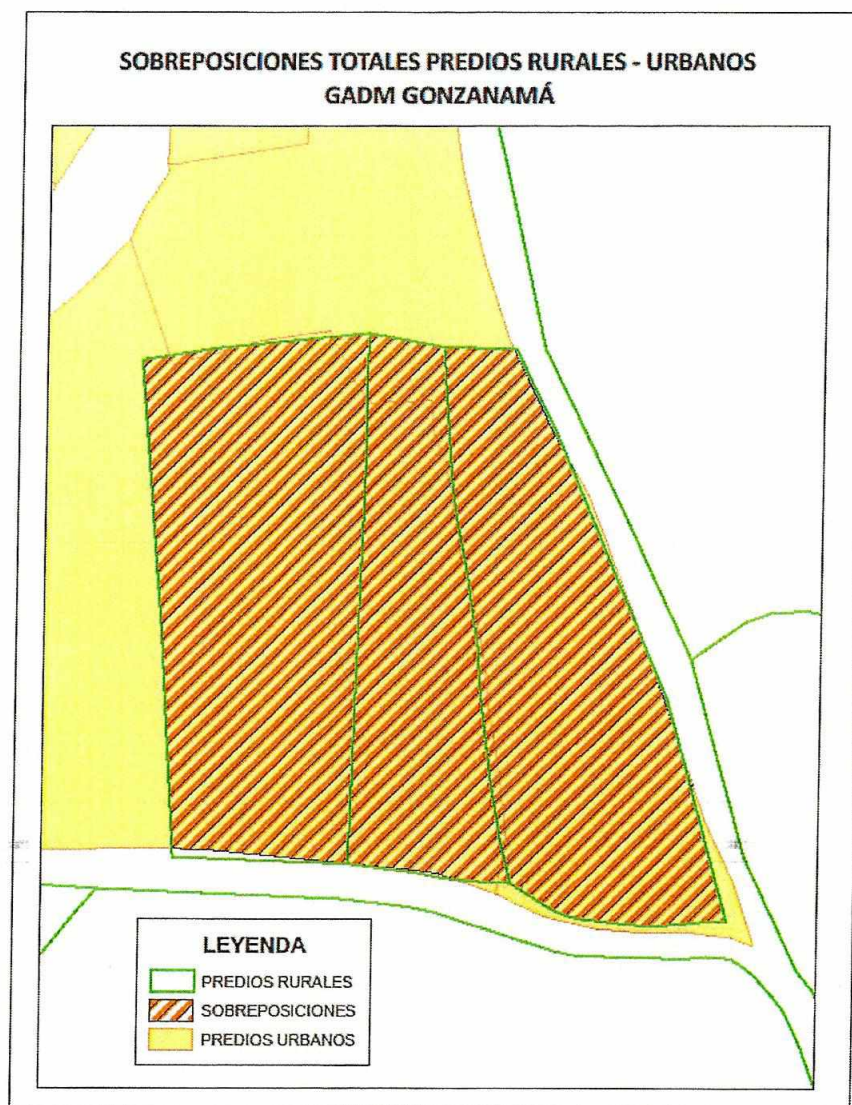 SOBREPOSICIONES TOTALES PREDIOS RURALES - URBANOS
GADM GONZANAMÁ
LEYENDA
PREDIOS RURALES
SOBREPOSICIONES
PREDIOS URBANOS